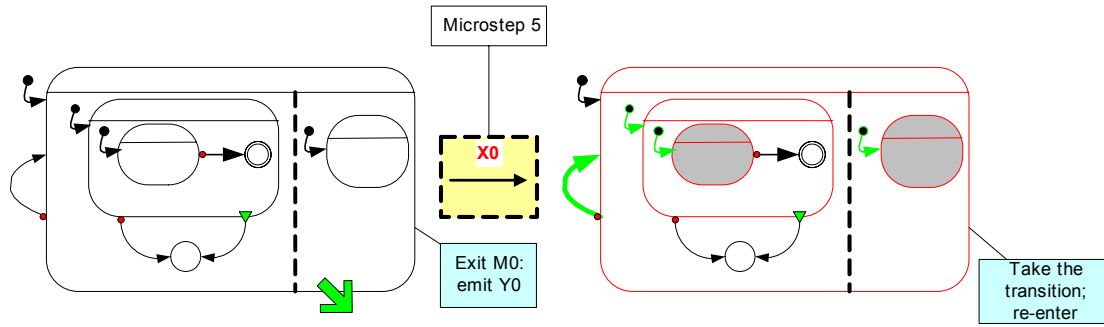 Microstep 5
X0
Exit M0:
emit Y0
Take the
transition;
re-enter